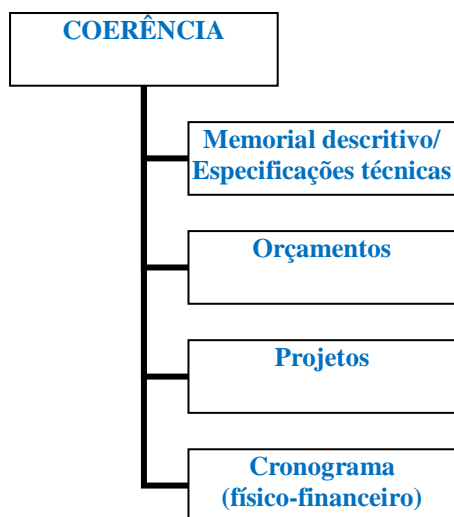 COERÊNCIA
Memorial descritivo/
Especificações técnicas
Orçamentos
Projetos
Cronograma
(físico-financeiro)